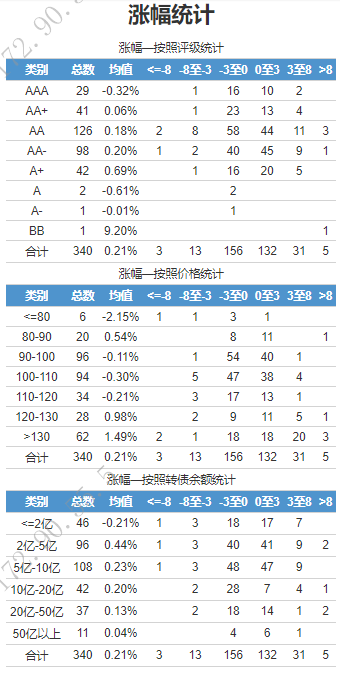 涨幅统计
涨幅—按照评级统计
类别 总数 均值 <=-8 -8至-3 -3至0 0至3 3至8 >8
AAA 29 -0.32% 1 16 10 2
AA+ 41 0.06% 1 23 13 4
AA 126 0.18% 2 8 58 44 11 3
AA- 98 0.20% 1 2 40 45 9 1
A+ 42 0.69% 1 16 20 5
A 2 -0.61% 2
A- 1 -0.01% 1
BB 1 9.20% 1
合计 340 0.21% 3 13 156 132 31 5
涨幅—按照价格统计
类别 总数 均值 <=-8 -8至-3 -3至0 0至3 3至8 >8
<=80 6 -2.15% 1 1 3 1
80-90 20 0.54% 8 11 1
90-100 96 -0.11% 1 54 40 1
100-110 94 -0.30% 5 47 38 4
110-120 34 -0.21% 3 17 13 1
120-130 28 0.98% 2 9 11 5 1
>130 62 1.49% 2 1 18 18 20 3
合计 340 0.21% 3 13 156 132 31 5
涨幅—按照转债余额统计
类别 总数 均值 <=-8 -8至-3 -3至0 0至3 3至8 >8
<=2亿 46 -0.21% 1 3 18 17 7
2亿-5亿 96 0.44% 1 3 40 41 9 2
5亿-10亿 108 0.23% 1 3 48 47 9
10亿-20亿 42 0.20% 2 28 7 4 1
20亿-50亿 37 0.13% 2 18 14 1 2
50亿以上 11 0.04% 4 6 1
合计 340 0.21% 3 13 156 132 31 5